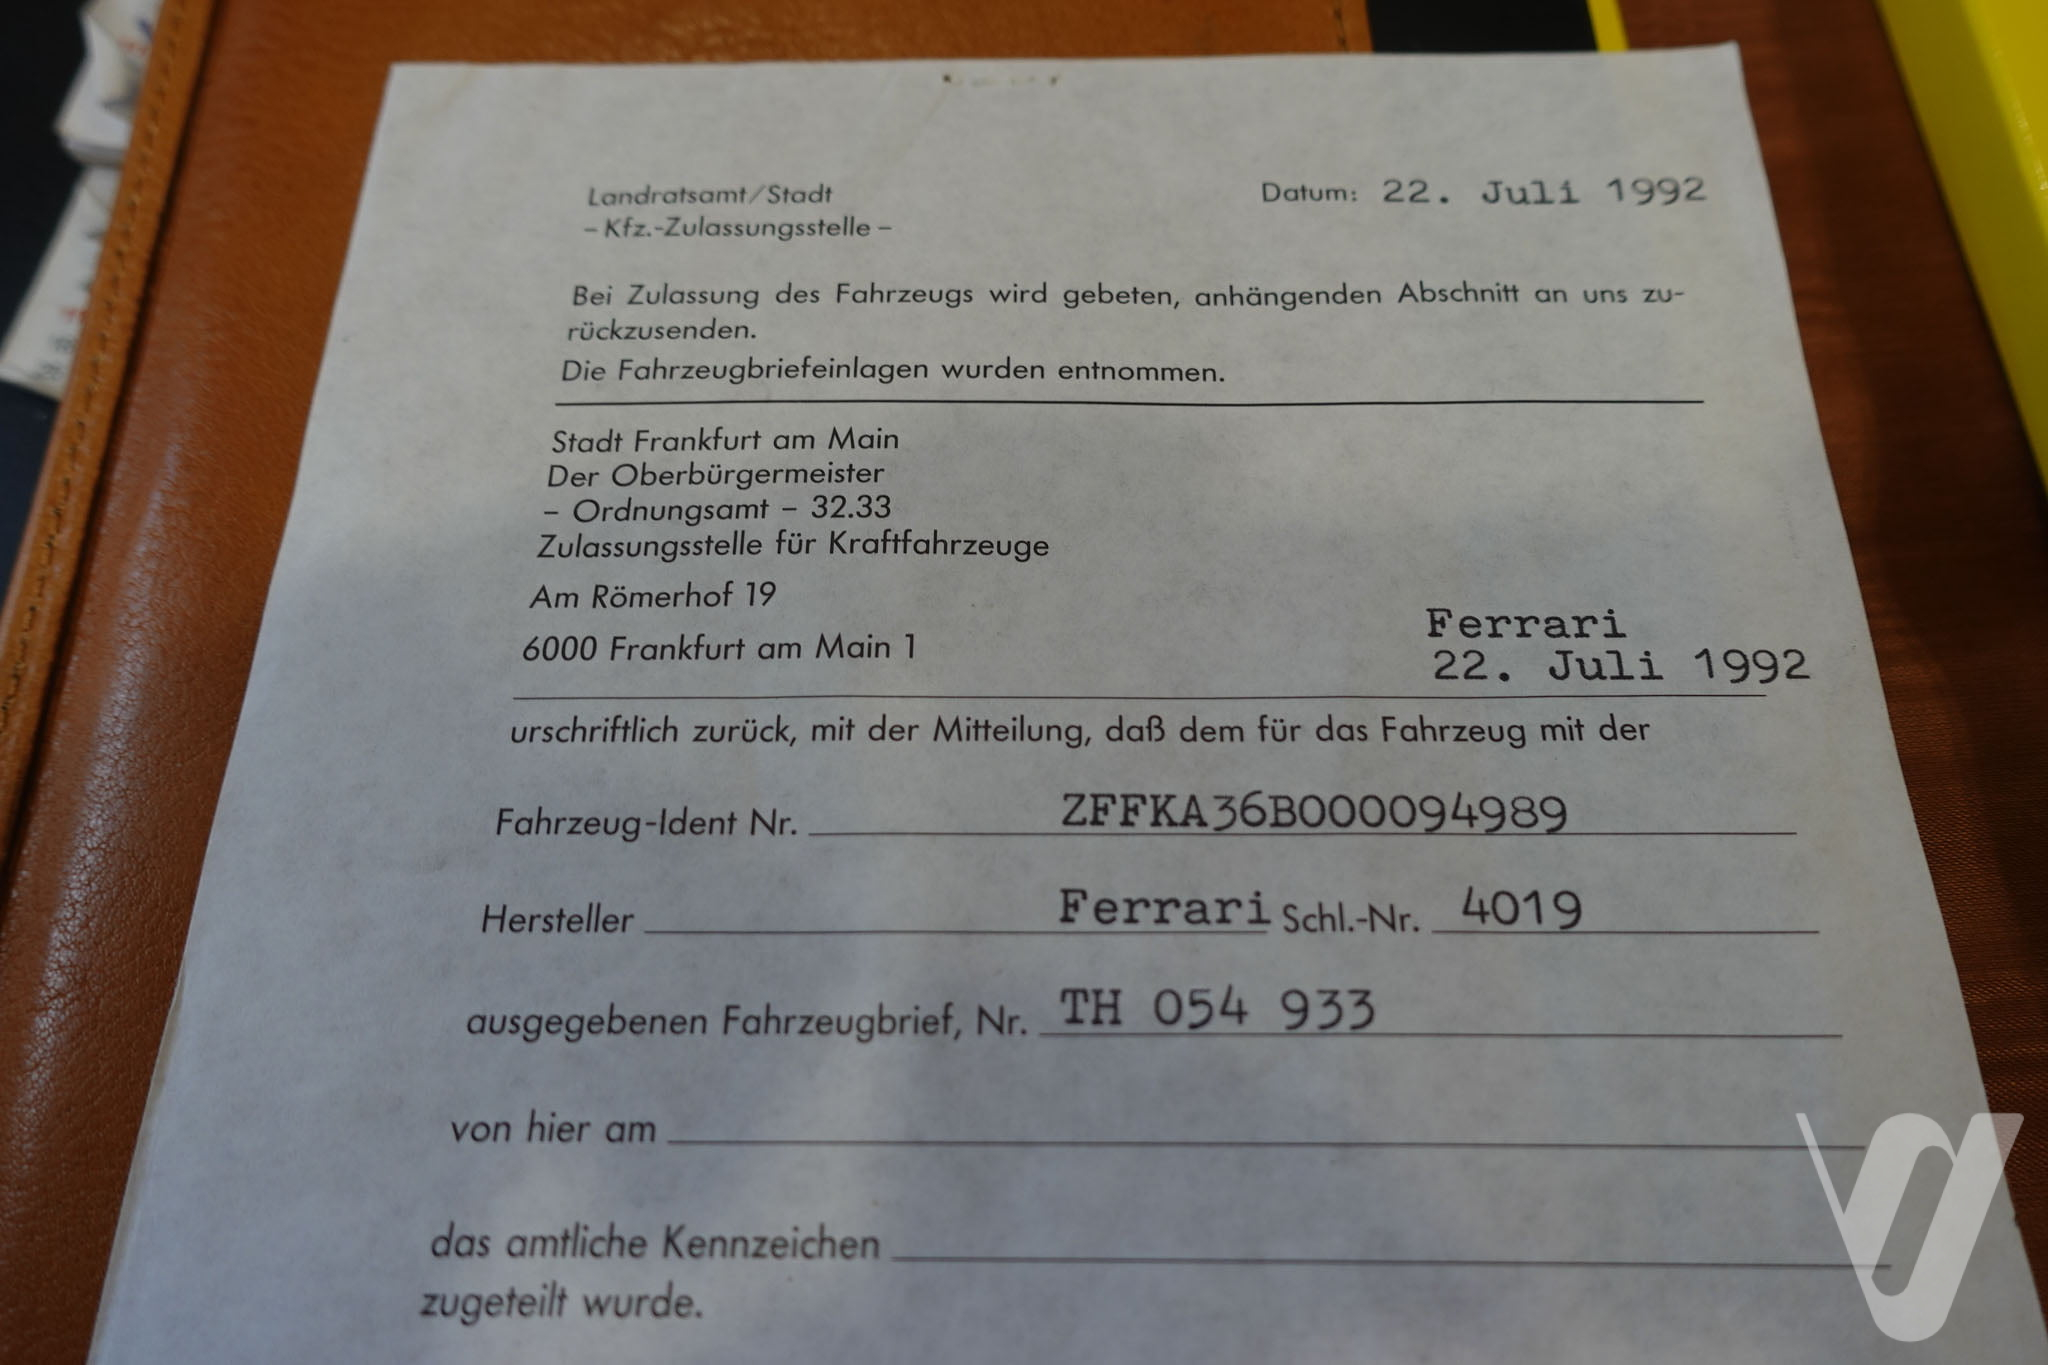 Landratsamt/Stadt
– Kfz.-Zulassungsstelle –
Datum: 22. Juli 1992
Bei Zulassung des Fahrzeugs wird gebeten, anhängenden Abschnitt an uns zu-
rückzusenden.
Die Fahrzeugbriefeinlagen wurden entnommen.
Stadt Frankfurt am Main
Der Oberbürgermeister
– Ordnungsamt – 32.33
Zulassungsstelle für Kraftfahrzeuge
Am Römerhof 19
6000 Frankfurt am Main 1
Ferrari
22. Juli 1992
urschriftlich zurück, mit der Mitteilung, daß dem für das Fahrzeug mit der
Fahrzeug-Ident Nr. ZFFKA36B000094989
Hersteller Ferrari Schl.-Nr. 4019
ausgegebenen Fahrzeugbrief, Nr. TH 054 933
von hier am
das amtliche Kennzeichen
zugeteilt wurde.